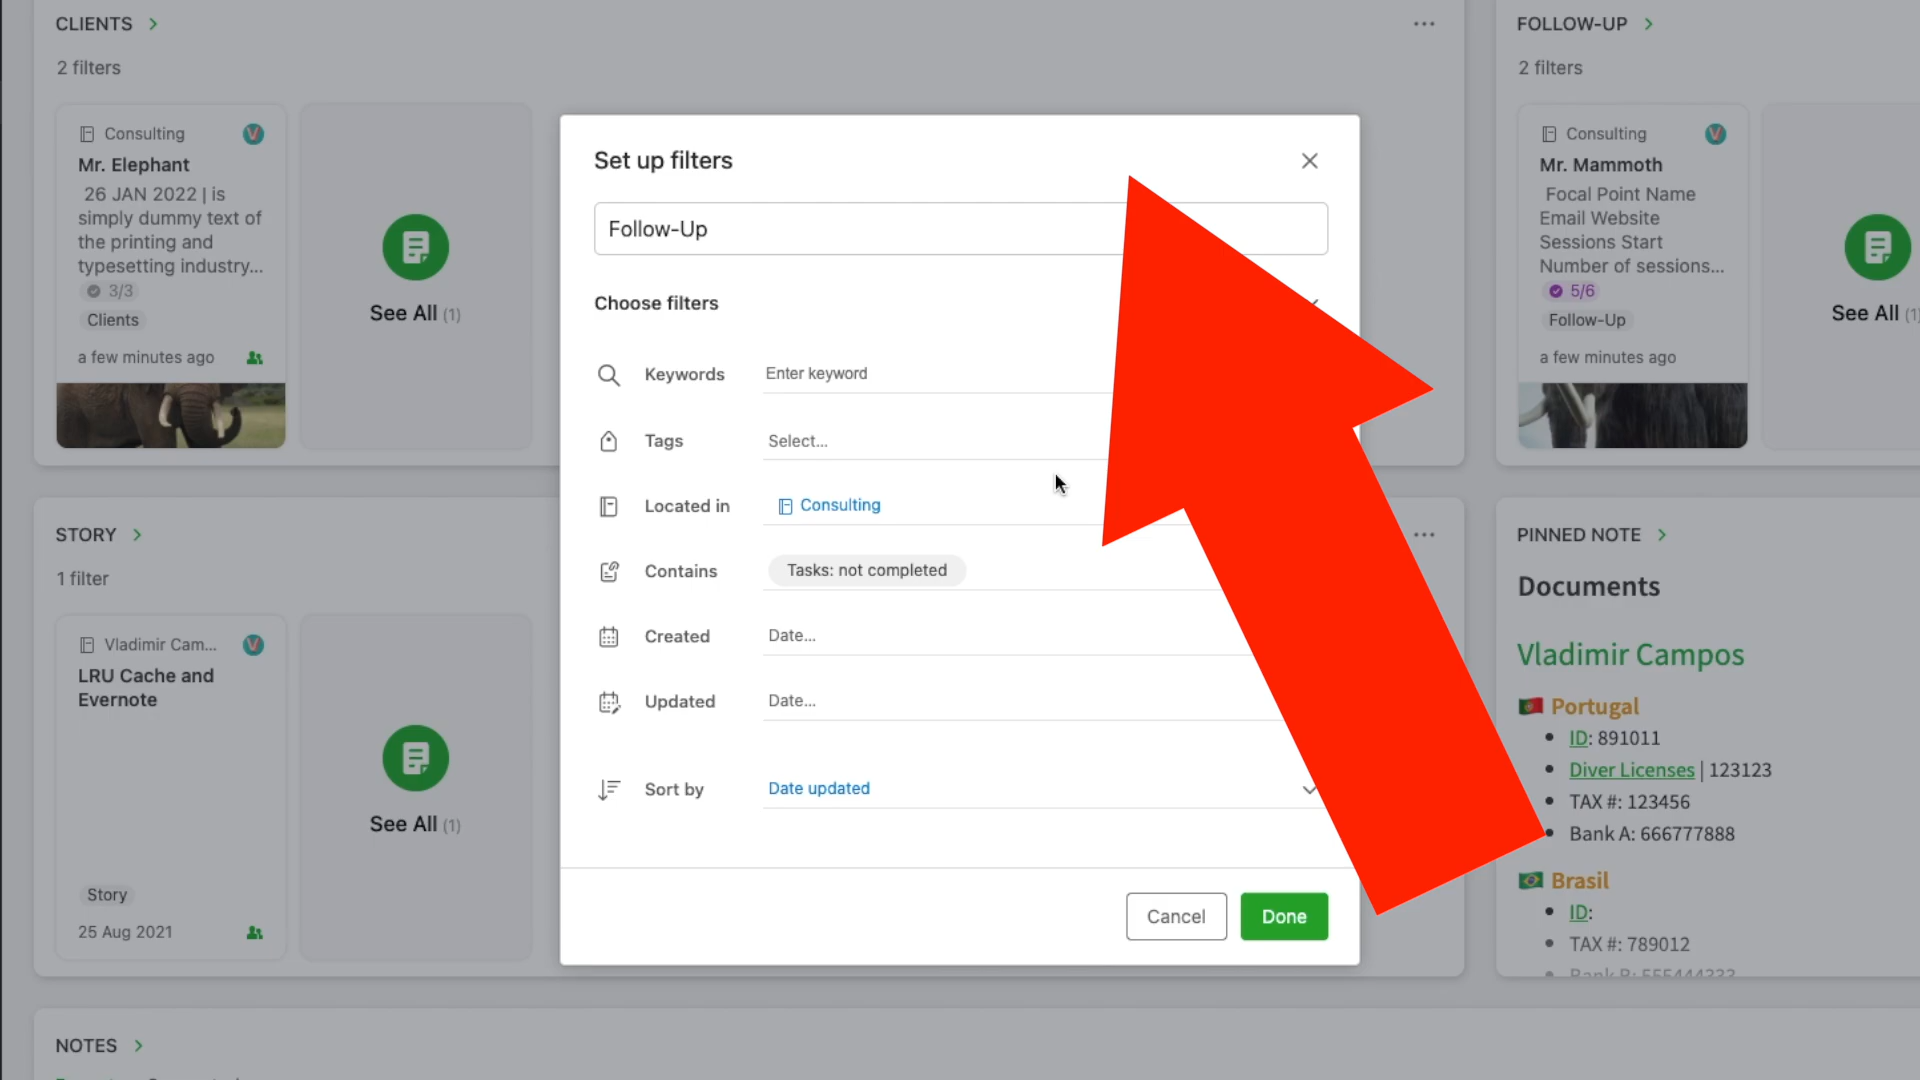 CLIENTS
2 filters
Consulting
Mr. Elephant
26 JAN 2022 | is
simply dummy text of
the printing and
typesetting industry...
3/3
Clients
a few minutes ago
See All (1)
FOLLOW-UP
2 filters
Consulting
Mr. Mammoth
Focal Point Name
Email Website
Sessions Start
Number of sessions...
5/6
Follow-Up
a few minutes ago
See All (1)
Set up filters
Follow-Up
Choose filters
Keywords Enter keyword
Tags Select...
Located in Consulting
Contains Tasks: not completed
Created Date...
Updated Date...
Sort by Date updated
Cancel Done
STORY
1 filter
Vladimir Cam...
LRU Cache and
Evernote
Story
25 Aug 2021
See All (1)
PINNED NOTE
Documents
Vladimir Campos
Portugal
ID: 891011
Diver Licenses | 123123
TAX #: 123456
Bank A: 666777888
Brasil
ID:
TAX #: 789012
Bank B: 555444333
NOTES